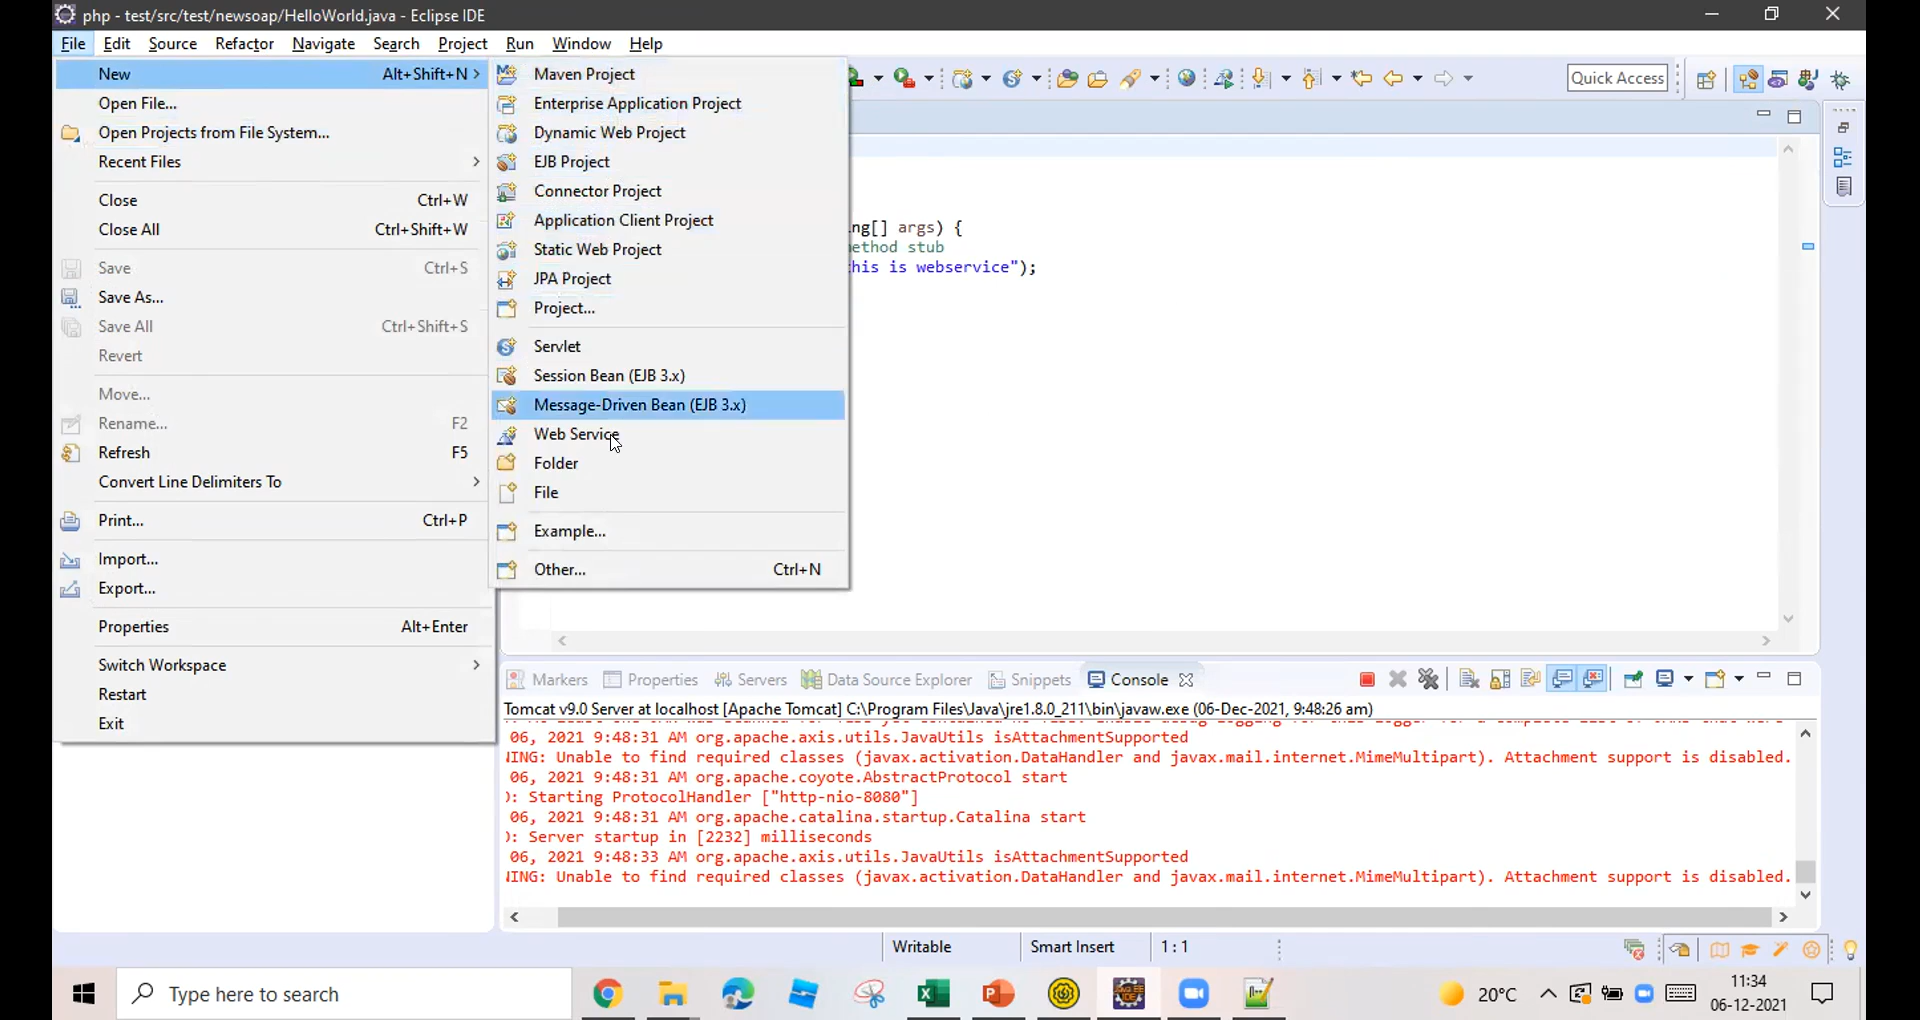 php - test/src/test/newsoap/HelloWorld.java - Eclipse IDE
File Edit Source Refactor Navigate Search Project Run Window Help
New Alt+Shift+N
Open File...
Open Projects from File System...
Recent Files
Close Ctrl+W
Close All Ctrl+Shift+W
Save Ctrl+S
Save As...
Save All Ctrl+Shift+S
Revert
Move...
Rename... F2
Refresh F5
Convert Line Delimiters To
Print... Ctrl+P
Import...
Export...
Properties Alt+Enter
Switch Workspace
Restart
Exit
Maven Project
Enterprise Application Project
Dynamic Web Project
EJB Project
Connector Project
Application Client Project
Static Web Project
JPA Project
Project...
Servlet
Session Bean (EJB 3.x)
Message-Driven Bean (EJB 3.x)
Web Service
Folder
File
Example...
Other... Ctrl+N
Quick Access
ng[] args) {
ethod stub
his is webservice");
Markers Properties Servers Data Source Explorer Snippets Console
Tomcat v9.0 Server at localhost [Apache Tomcat] C:\Program Files\Java\jre1.8.0_211\bin\javaw.exe (06-Dec-2021, 9:48:26 am)
06, 2021 9:48:31 AM org.apache.axis.utils.JavaUtils isAttachmentSupported
ING: Unable to find required classes (javax.activation.DataHandler and javax.mail.internet.MimeMultipart). Attachment support is disabled.
06, 2021 9:48:31 AM org.apache.coyote.AbstractProtocol start
): Starting ProtocolHandler ["http-nio-8080"]
06, 2021 9:48:31 AM org.apache.catalina.startup.Catalina start
): Server startup in [2232] milliseconds
06, 2021 9:48:33 AM org.apache.axis.utils.JavaUtils isAttachmentSupported
ING: Unable to find required classes (javax.activation.DataHandler and javax.mail.internet.MimeMultipart). Attachment support is disabled.
Writable Smart Insert 1 : 1
Type here to search
20°C
11:34
06-12-2021